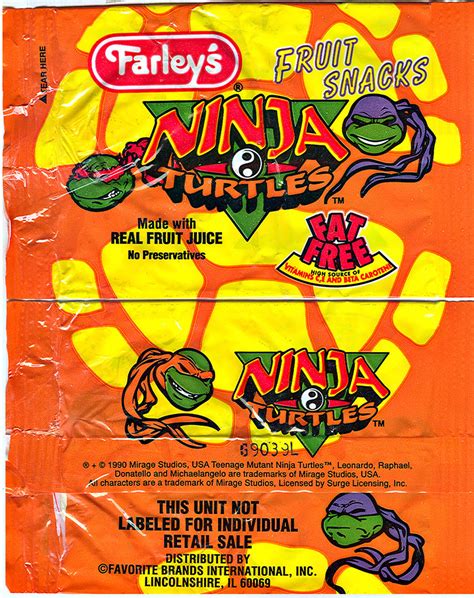 TEAR HERE
Farley's
®
FRUIT
SNACKS
NINJA
TURTLES
TM
Made with
REAL FRUIT JUICE
No Preservatives
FAT
FREE
HIGH SOURCE OF
VITAMINS C,E AND BETA CAROTENE
NINJA
TURTLES
TM
69039L
® + © 1990 Mirage Studios, USA Teenage Mutant Ninja Turtles™, Leonardo, Raphael,
Donatello and Michaelangelo are trademarks of Mirage Studios, USA.
All characters are a trademark of Mirage Studios, Licensed by Surge Licensing, Inc.
THIS UNIT NOT
LABELED FOR INDIVIDUAL
RETAIL SALE
DISTRIBUTED BY
©FAVORITE BRANDS INTERNATIONAL, INC.
LINCOLNSHIRE, IL 60069